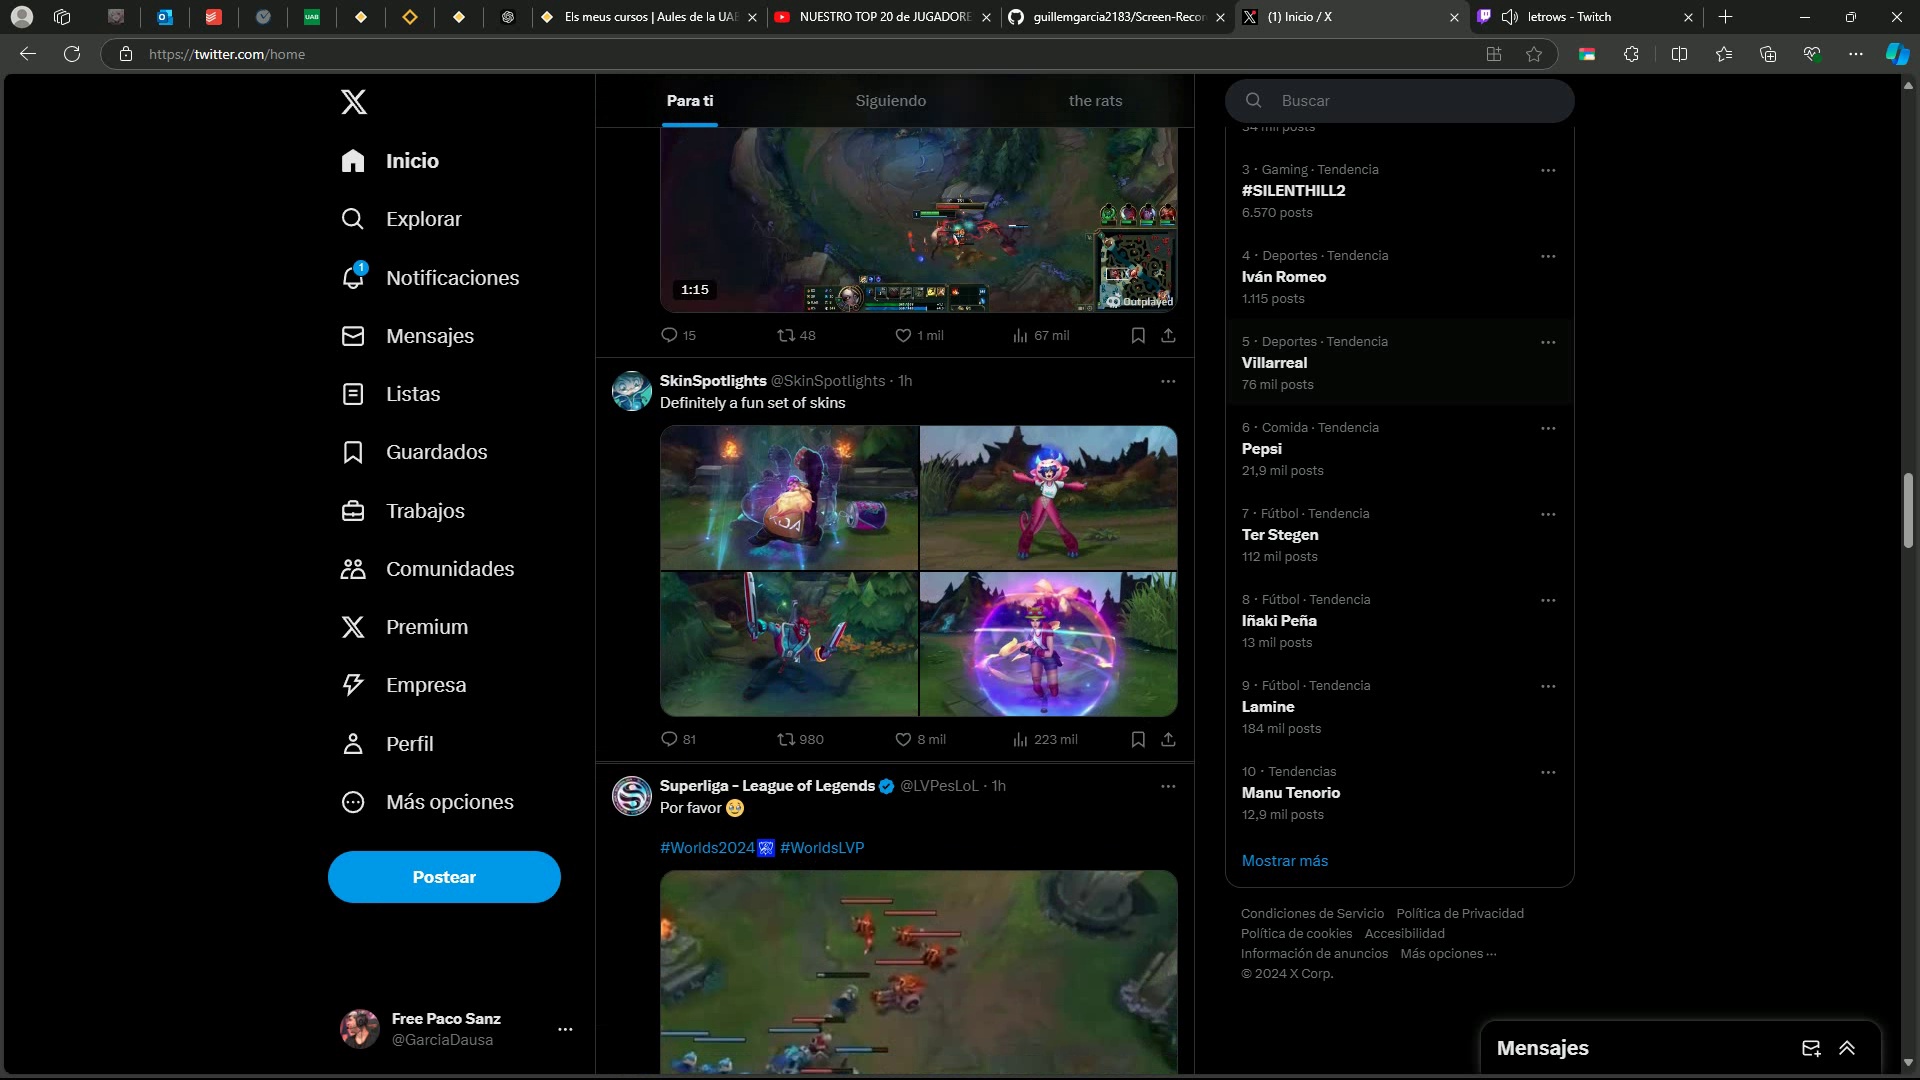 Els meus cursos | Aules de la UAB
NUESTRO TOP 20 de JUGADORE
guillemgarcia2183/Screen-Recor
(1) Inicio / X
letrows - Twitch
https://twitter.com/home
Inicio
Explorar
1
Notificaciones
Mensajes
Listas
Guardados
Trabajos
Comunidades
Premium
Empresa
Perfil
Más opciones
Postear
Free Paco Sanz
@GarciaDausa
Para ti
Siguiendo
the rats
1:15
Outplayed
15
48
1 mil
67 mil
SkinSpotlights @SkinSpotlights · 1h
Definitely a fun set of skins
81
980
8 mil
223 mil
Superliga - League of Legends @LVPesLoL · 1h
Por favor 🥹
#Worlds2024 #WorldsLVP
Buscar
34 mil posts
3 · Gaming · Tendencia
#SILENTHILL2
6.570 posts
4 · Deportes · Tendencia
Iván Romeo
1.115 posts
5 · Deportes · Tendencia
Villarreal
76 mil posts
6 · Comida · Tendencia
Pepsi
21,9 mil posts
7 · Fútbol · Tendencia
Ter Stegen
112 mil posts
8 · Fútbol · Tendencia
Iñaki Peña
13 mil posts
9 · Fútbol · Tendencia
Lamine
184 mil posts
10 · Tendencias
Manu Tenorio
12,9 mil posts
Mostrar más
Condiciones de Servicio Política de Privacidad
Política de cookies Accesibilidad
Información de anuncios Más opciones ···
© 2024 X Corp.
Mensajes